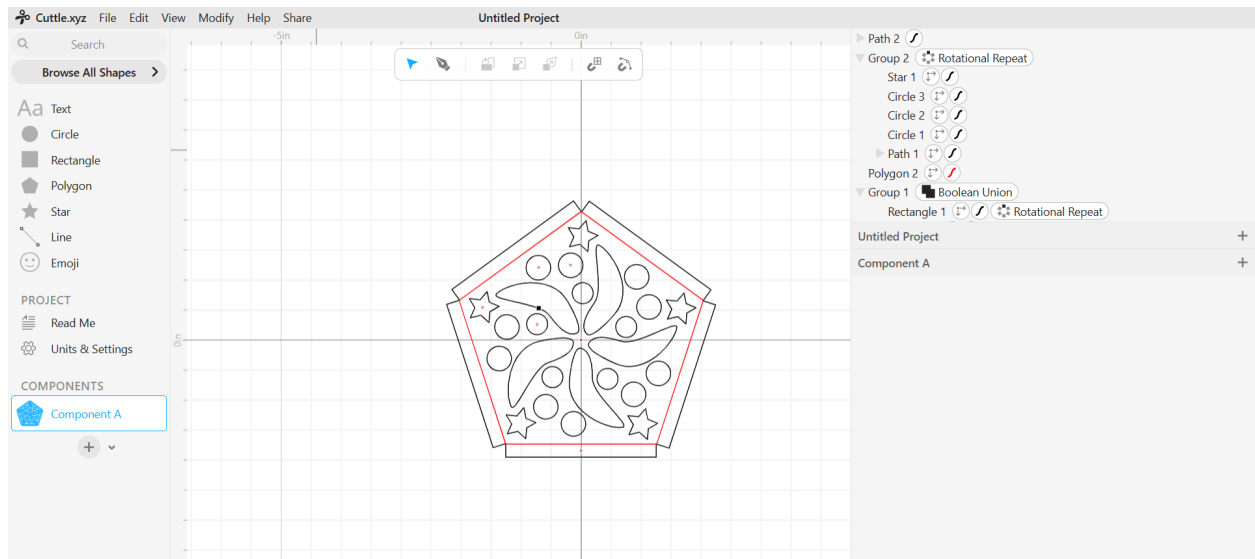 Cuttle.xyz File Edit View Modify Help Share Untitled Project
Search
Browse All Shapes
Aa Text
Circle
Rectangle
Polygon
Star
Line
Emoji
PROJECT
Read Me
Units & Settings
COMPONENTS
Component A
-5in 0in
0in
Path 2
Group 2 Rotational Repeat
Star 1
Circle 3
Circle 2
Circle 1
Path 1
Polygon 2
Group 1 Boolean Union
Rectangle 1 Rotational Repeat
Untitled Project
Component A